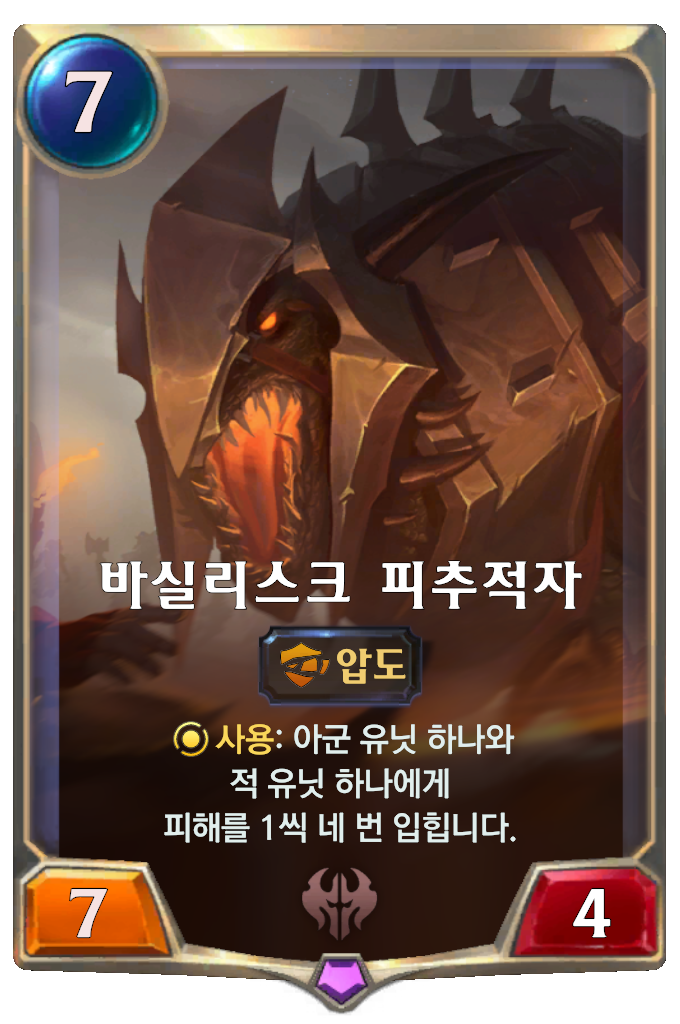 7
바실리스크 피추적자
압도
사용: 아군 유닛 하나와
적 유닛 하나에게
피해를 1씩 네 번 입힙니다.
7
4